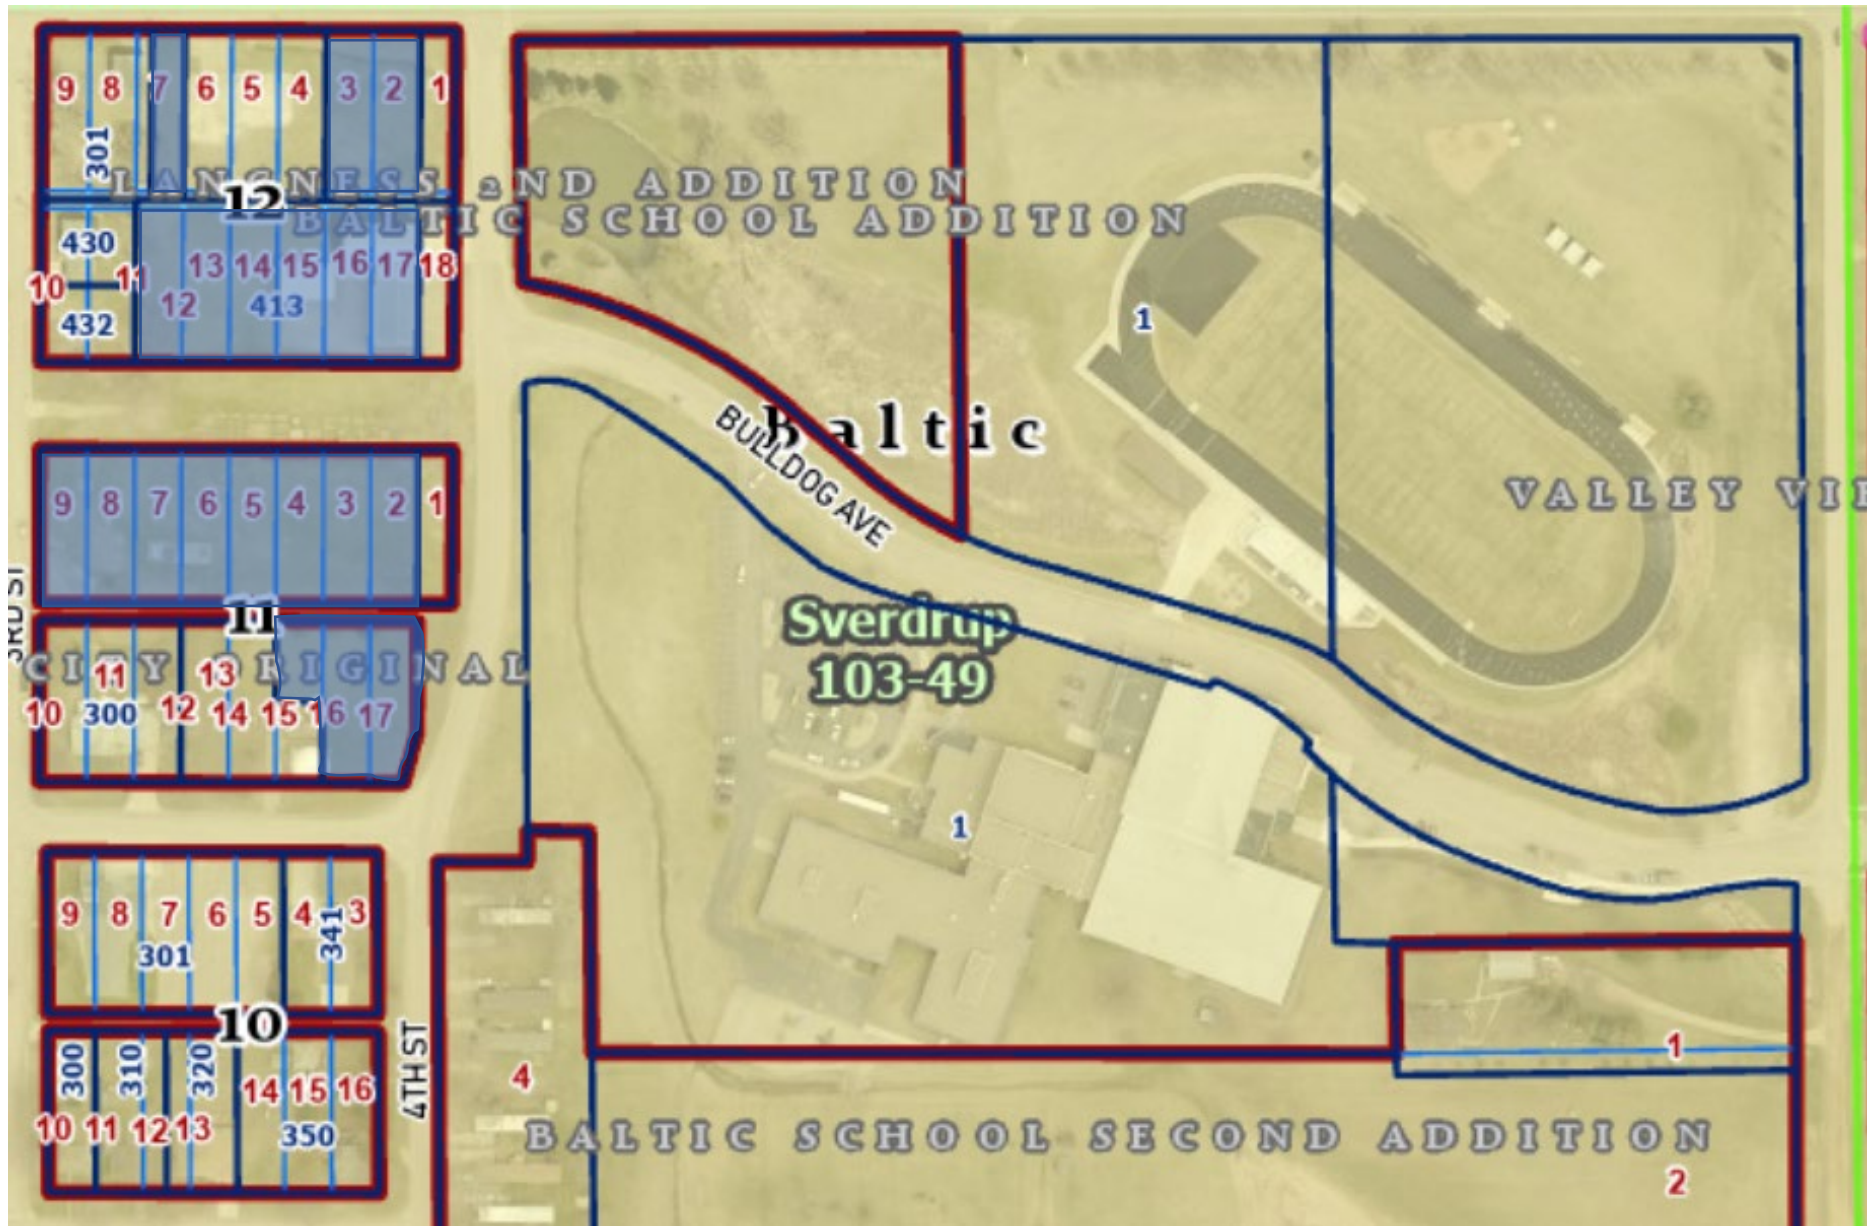 9 8 7 6 5 4 3 2 1
301
LANGNESS 2ND ADDITION
12
BALTIC SCHOOL ADDITION
430
10 11 12 13 14 15 16 17 18
413
432
1
Baltic
BULLDOG AVE
VALLEY VIE
9 8 7 6 5 4 3 2 1
3RD ST
11
Sverdrup
103-49
CITY ORIGINAL
10 11 12 13 14 15 16 17
300
1
9 8 7 6 5 4 3
301
341
10
300 310 320
10 11 12 13 14 15 16
350
4TH ST
4
1
BALTIC SCHOOL SECOND ADDITION
2